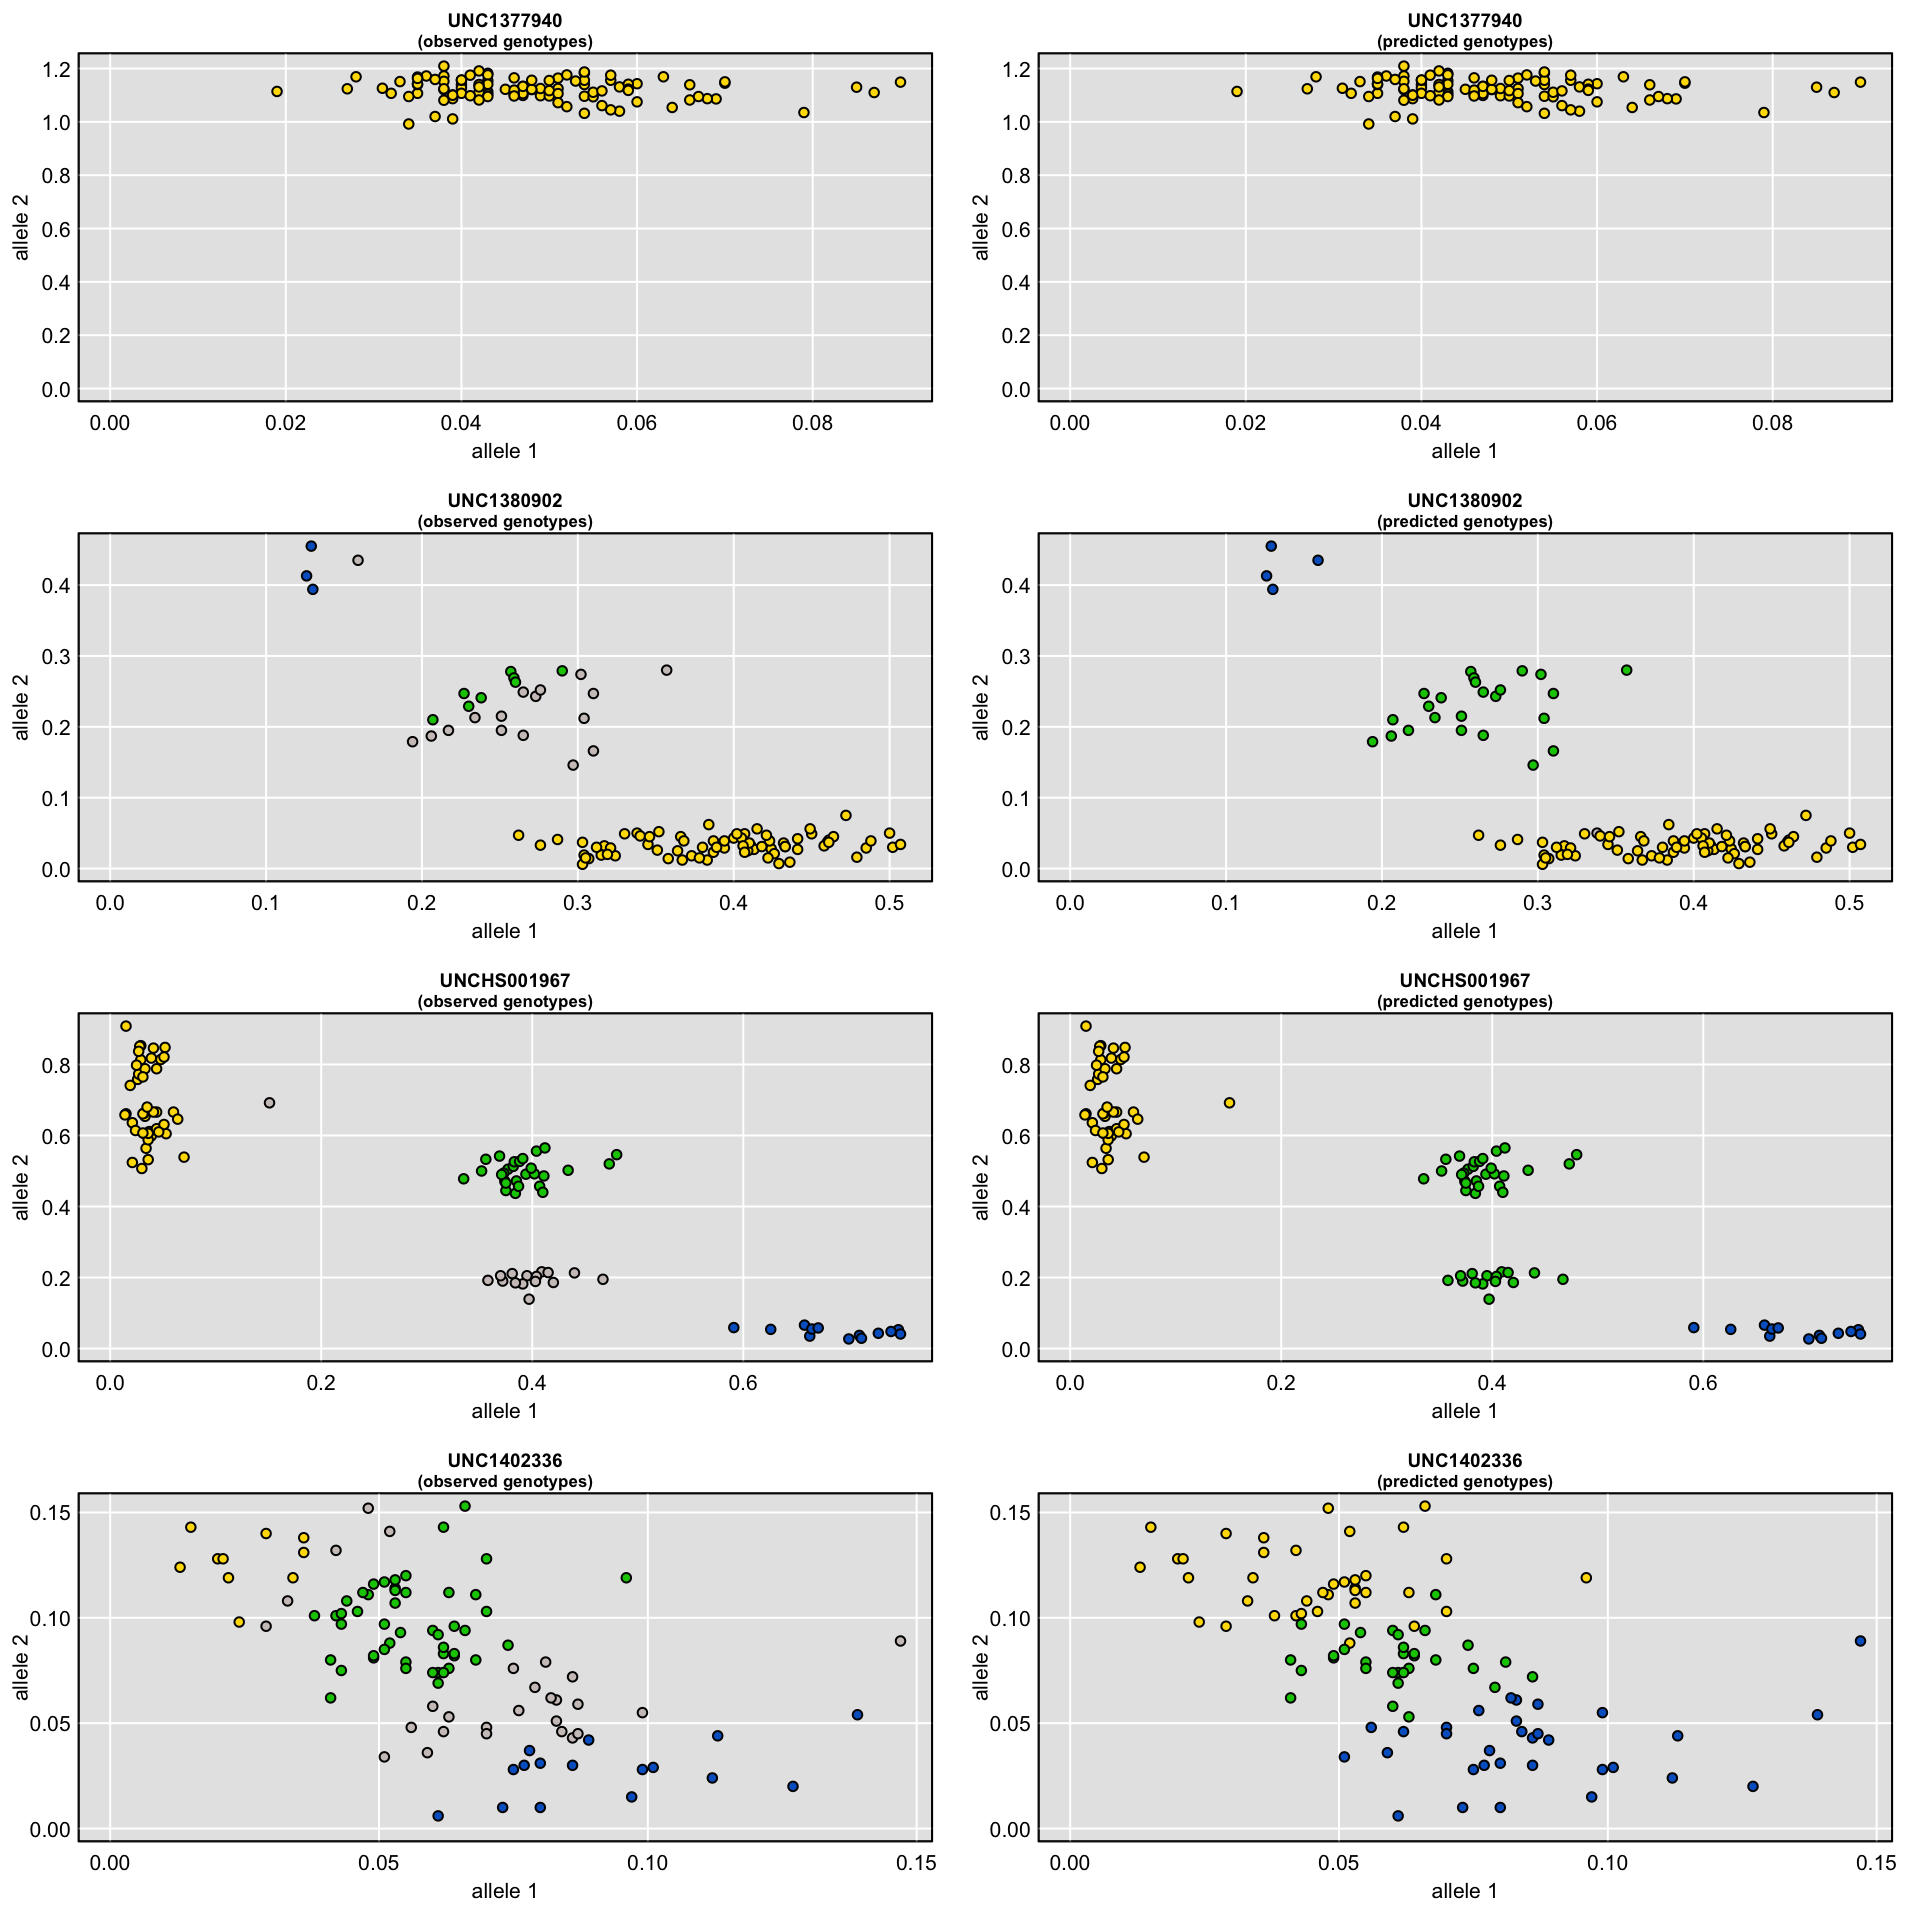 UNC1377940
(observed genotypes)
allele 2
1.2
1.0
0.8
0.6
0.4
0.2
0.0
0.00 0.02 0.04 0.06 0.08
allele 1
UNC1377940
(predicted genotypes)
allele 2
1.2
1.0
0.8
0.6
0.4
0.2
0.0
0.00 0.02 0.04 0.06 0.08
allele 1
UNC1380902
(observed genotypes)
allele 2
0.4
0.3
0.2
0.1
0.0
0.0 0.1 0.2 0.3 0.4 0.5
allele 1
UNC1380902
(predicted genotypes)
allele 2
0.4
0.3
0.2
0.1
0.0
0.0 0.1 0.2 0.3 0.4 0.5
allele 1
UNCHS001967
(observed genotypes)
allele 2
0.8
0.6
0.4
0.2
0.0
0.0 0.2 0.4 0.6
allele 1
UNCHS001967
(predicted genotypes)
allele 2
0.8
0.6
0.4
0.2
0.0
0.0 0.2 0.4 0.6
allele 1
UNC1402336
(observed genotypes)
allele 2
0.15
0.10
0.05
0.00
0.00 0.05 0.10 0.15
allele 1
UNC1402336
(predicted genotypes)
allele 2
0.15
0.10
0.05
0.00
0.00 0.05 0.10 0.15
allele 1